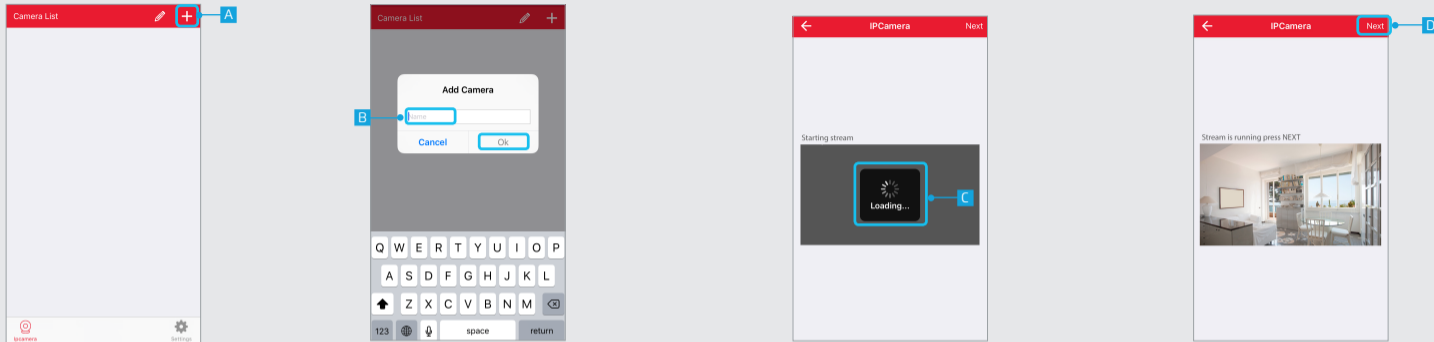 Camera List
A
Ipcamera
Settings
Camera List
Add Camera
B
Name
Cancel
Ok
Q W E R T Y U I O P
A S D F G H J K L
Z X C V B N M
123
space
return
IPCamera
Next
Starting stream
Loading...
C
IPCamera
Next
D
Stream is running press NEXT